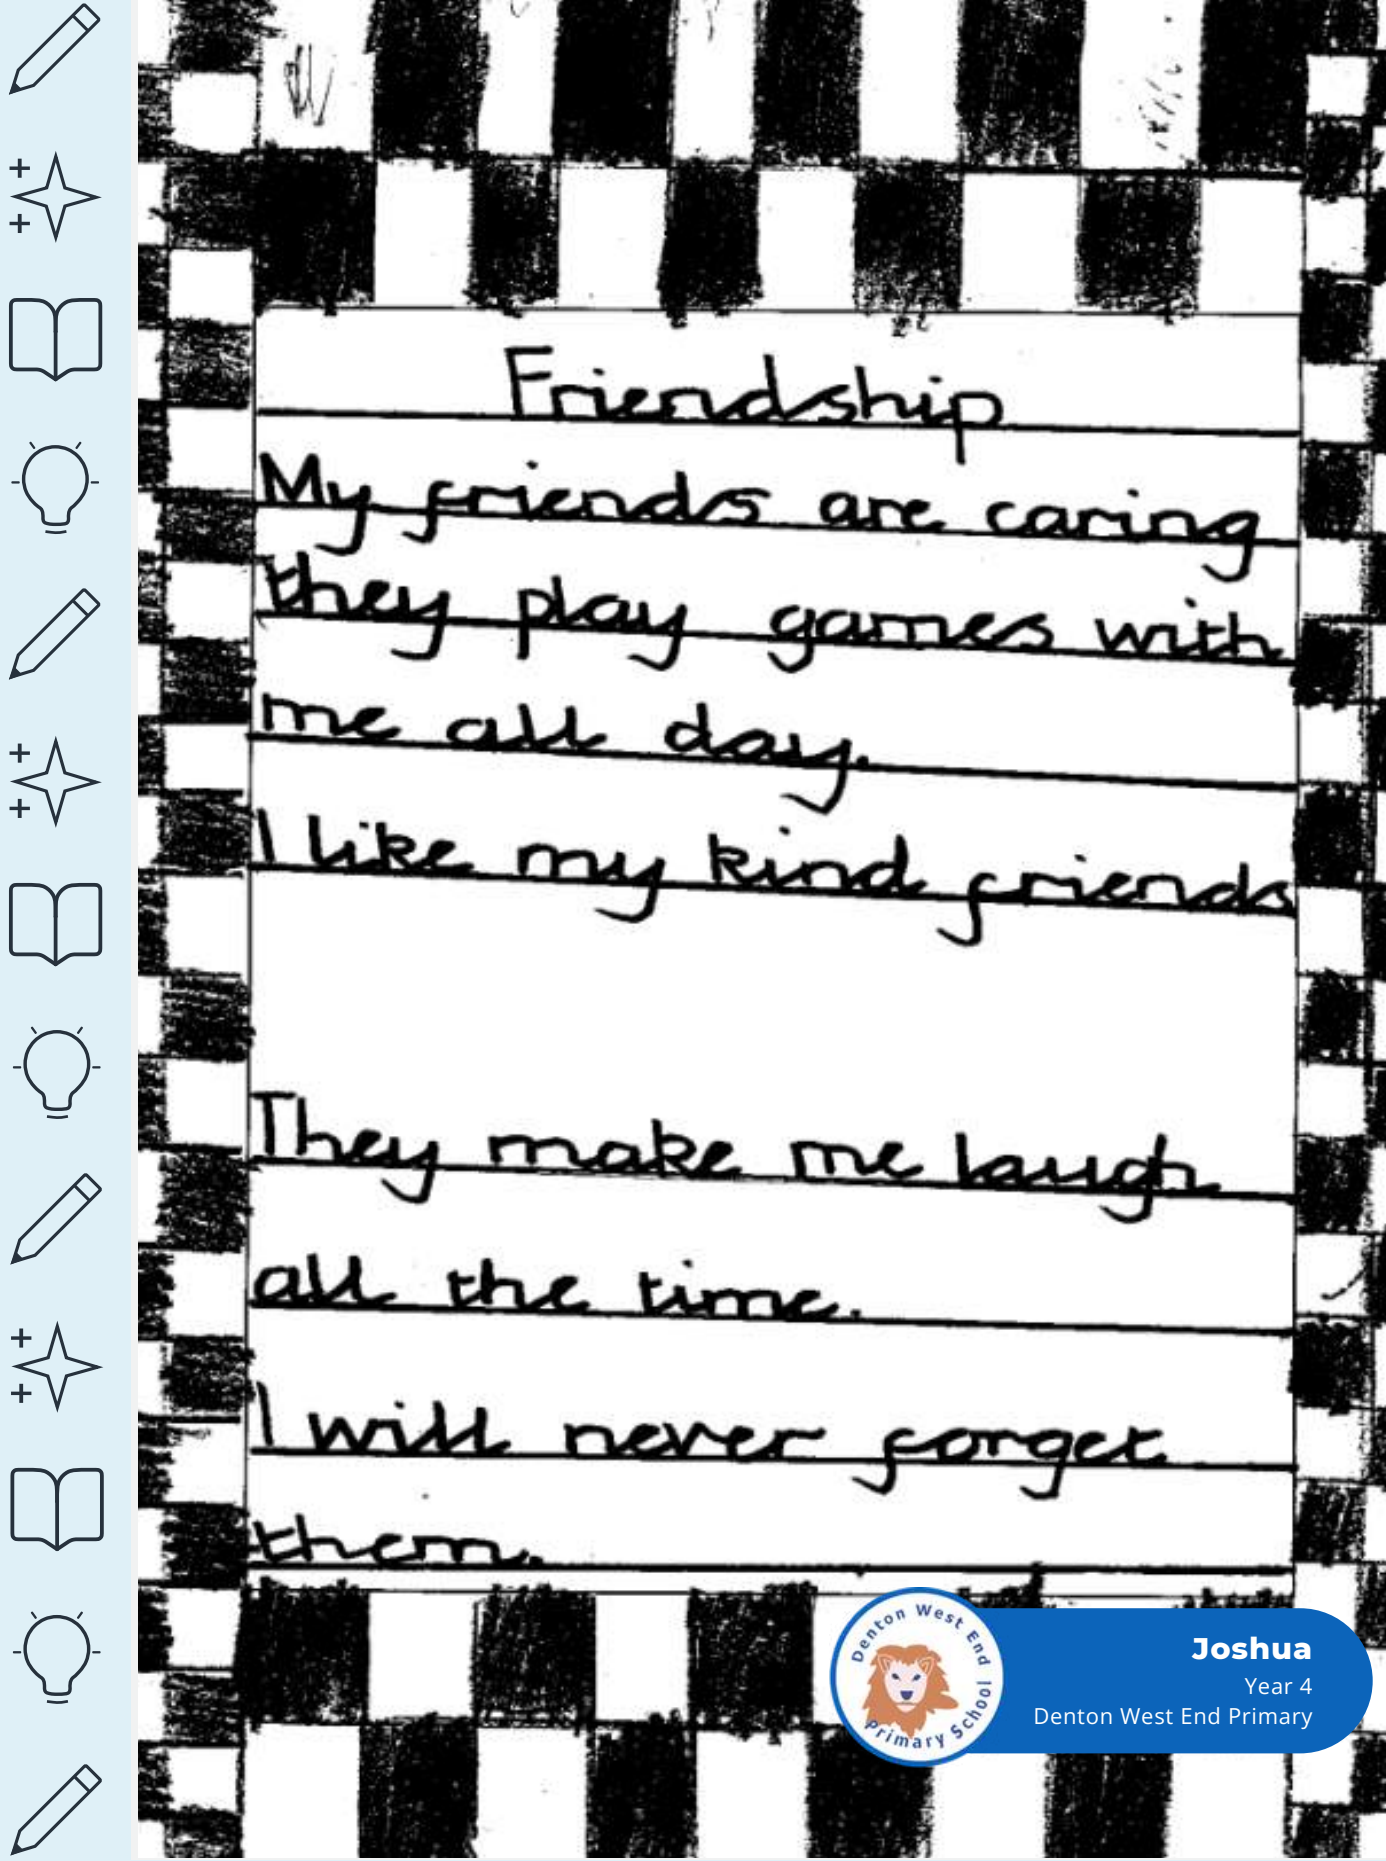 Friendship
My friends are caring
they play games with
me all day.
I like my kind friends
They make me laugh
all the time.
I will never forget
them.
Denton West End Primary School
Joshua
Year 4
Denton West End Primary